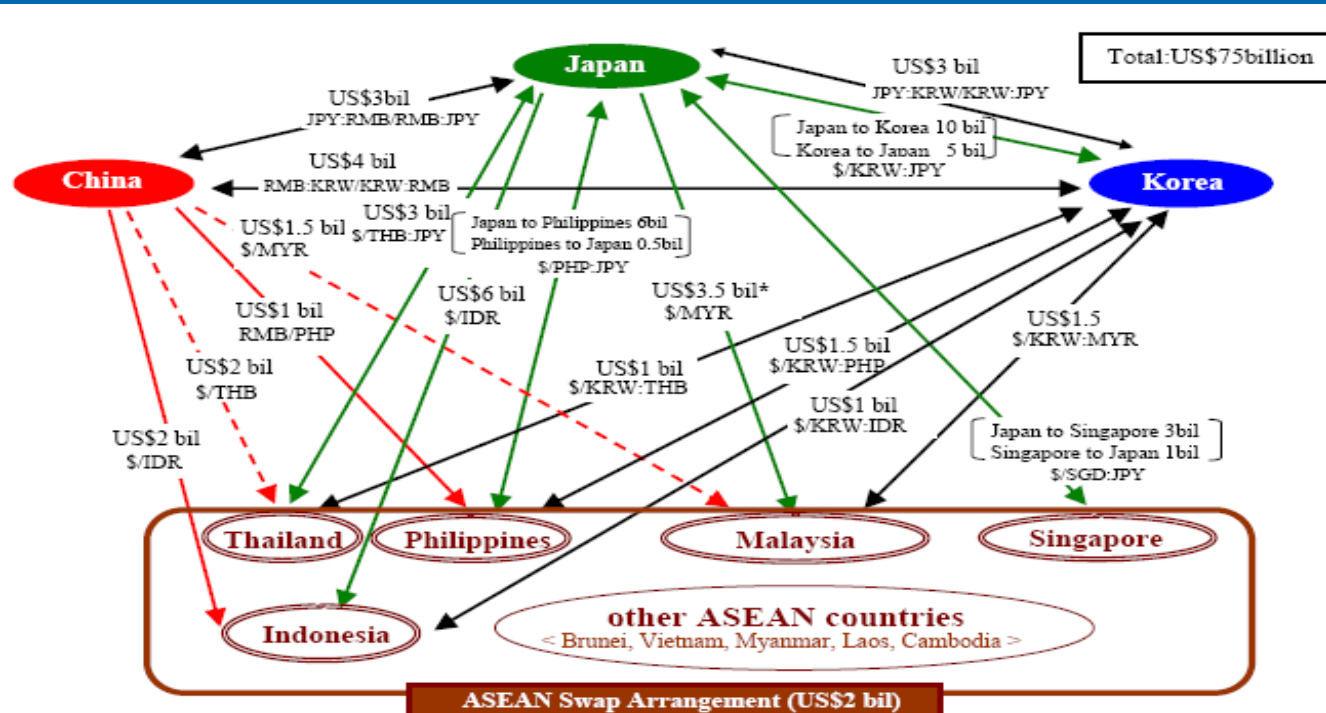 Japan
Total:US$75billion
US$3 bil
JPY:KRW/KRW:JPY
US$3bil
JPY:RMB/RMB:JPY
Japan to Korea 10 bil
Korea to Japan 5 bil
$/KRW:JPY
China
US$4 bil
RMB:KRW/KRW:RMB
Korea
US$1.5 bil
$/MYR
US$3 bil
$/THB:JPY
Japan to Philippines 6bil
Philippines to Japan 0.5bil
$/PHP:JPY
US$1 bil
RMB/PHP
US$6 bil
$/IDR
US$3.5 bil*
$/MYR
US$1.5
$/KRW:MYR
US$2 bil
$/THB
US$1 bil
$/KRW:THB
US$1.5 bil
$/KRW:PHP
US$1 bil
$/KRW:IDR
US$2 bil
$/IDR
Japan to Singapore 3bil
Singapore to Japan 1bil
$/SGD:JPY
Thailand
Philippines
Malaysia
Singapore
Indonesia
other ASEAN countries
< Brunei, Vietnam, Myanmar, Laos, Cambodia >
ASEAN Swap Arrangement (US$2 bil)